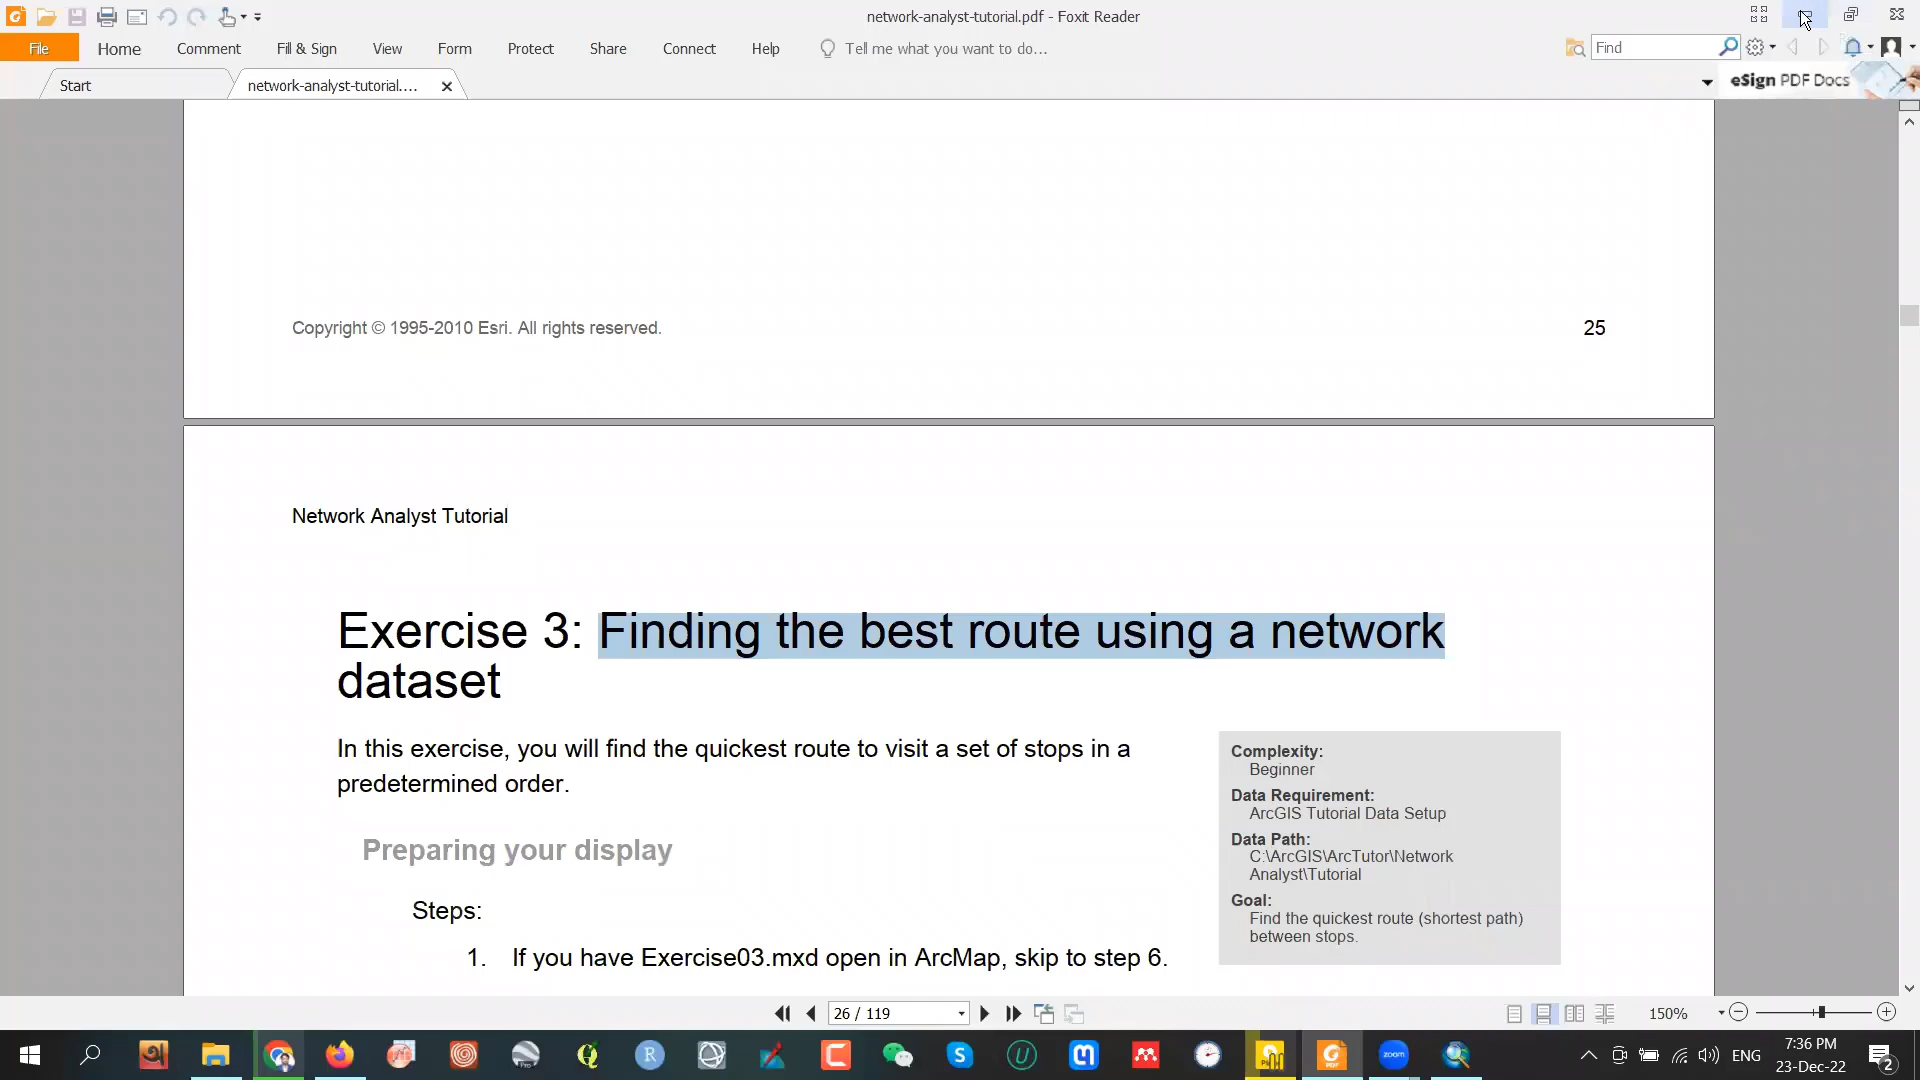 network-analyst-tutorial.pdf - Foxit Reader
File Home Comment Fill & Sign View Form Protect Share Connect Help Tell me what you want to do... Find
Start network-analyst-tutorial.... eSign PDF Docs
Copyright © 1995-2010 Esri. All rights reserved. 25
Network Analyst Tutorial
Exercise 3: Finding the best route using a network
dataset
In this exercise, you will find the quickest route to visit a set of stops in a
predetermined order.
Complexity:
Beginner
Data Requirement:
ArcGIS Tutorial Data Setup
Data Path:
C:\ArcGIS\ArcTutor\Network
Analyst\Tutorial
Goal:
Find the quickest route (shortest path)
between stops.
Preparing your display
Steps:
1. If you have Exercise03.mxd open in ArcMap, skip to step 6.
26 / 119 150%
ENG 7:36 PM
23-Dec-22 2